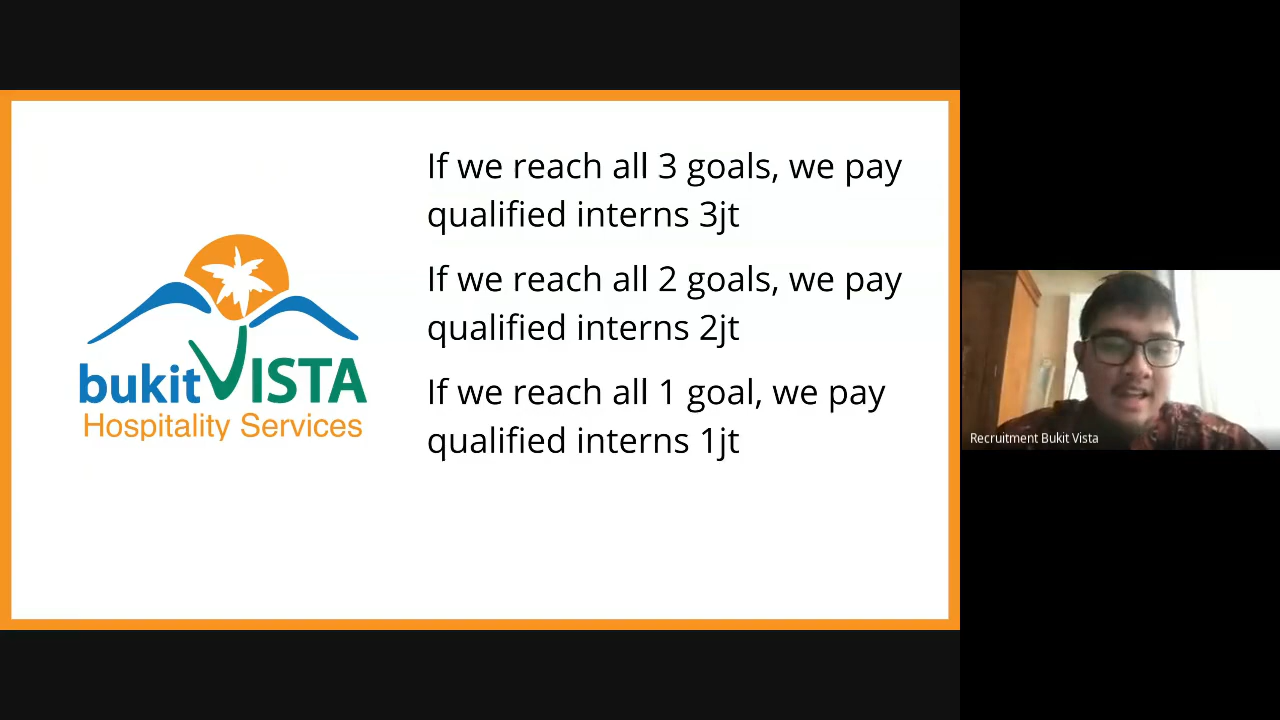 If we reach all 3 goals, we pay
qualified interns 3jt
If we reach all 2 goals, we pay
qualified interns 2jt
If we reach all 1 goal, we pay
qualified interns 1jt
bukit VISTA
Hospitality Services
Recruitment Bukit Vista